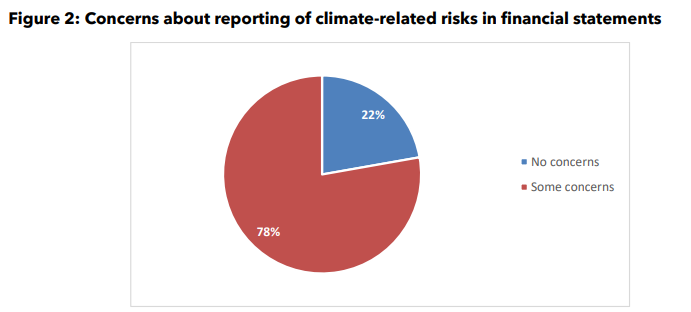 Figure 2: Concerns about reporting of climate-related risks in financial statements
22%
No concerns
Some concerns
78%